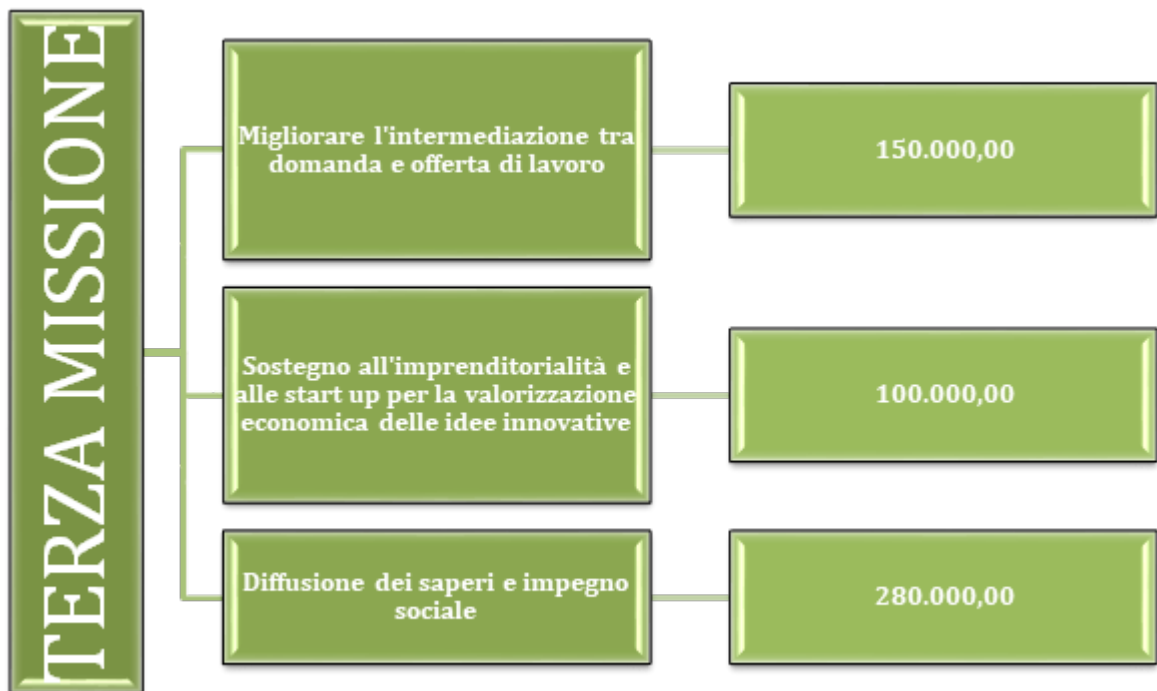 TERZA MISSIONE
Migliorare l'intermediazione tra
domanda e offerta di lavoro
150.000,00
Sostegno all'imprenditorialità e
alle start up per la valorizzazione
economica delle idee innovative
100.000,00
Diffusione dei saperi e impegno
sociale
280.000,00